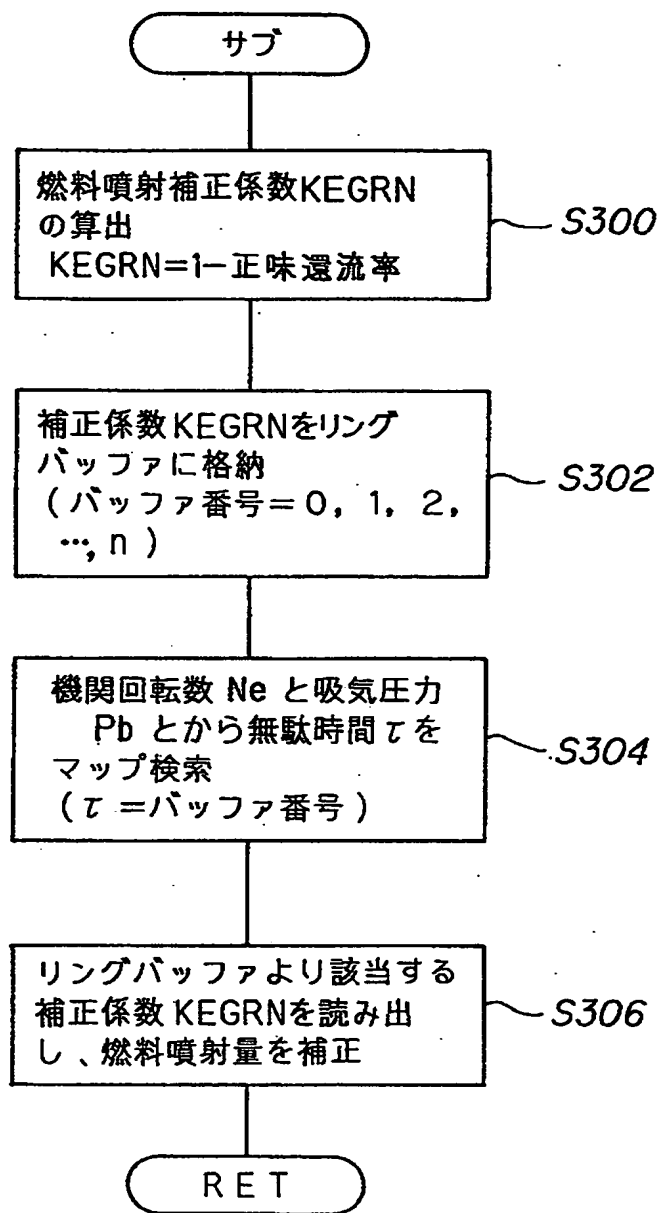 サブ
燃料噴射補正係数KEGRN
の算出
KEGRN=1-正味還流率
S300
補正係数KEGRNをリング
バッファに格納
(バッファ番号=0, 1, 2,
…,n)
S302
機関回転数 Ne と吸気圧力
Pb とから無駄時間τを
マップ検索
(τ=バッファ番号)
S304
リングバッファより該当する
補正係数KEGRNを読み出
し、燃料噴射量を補正
S306
RET